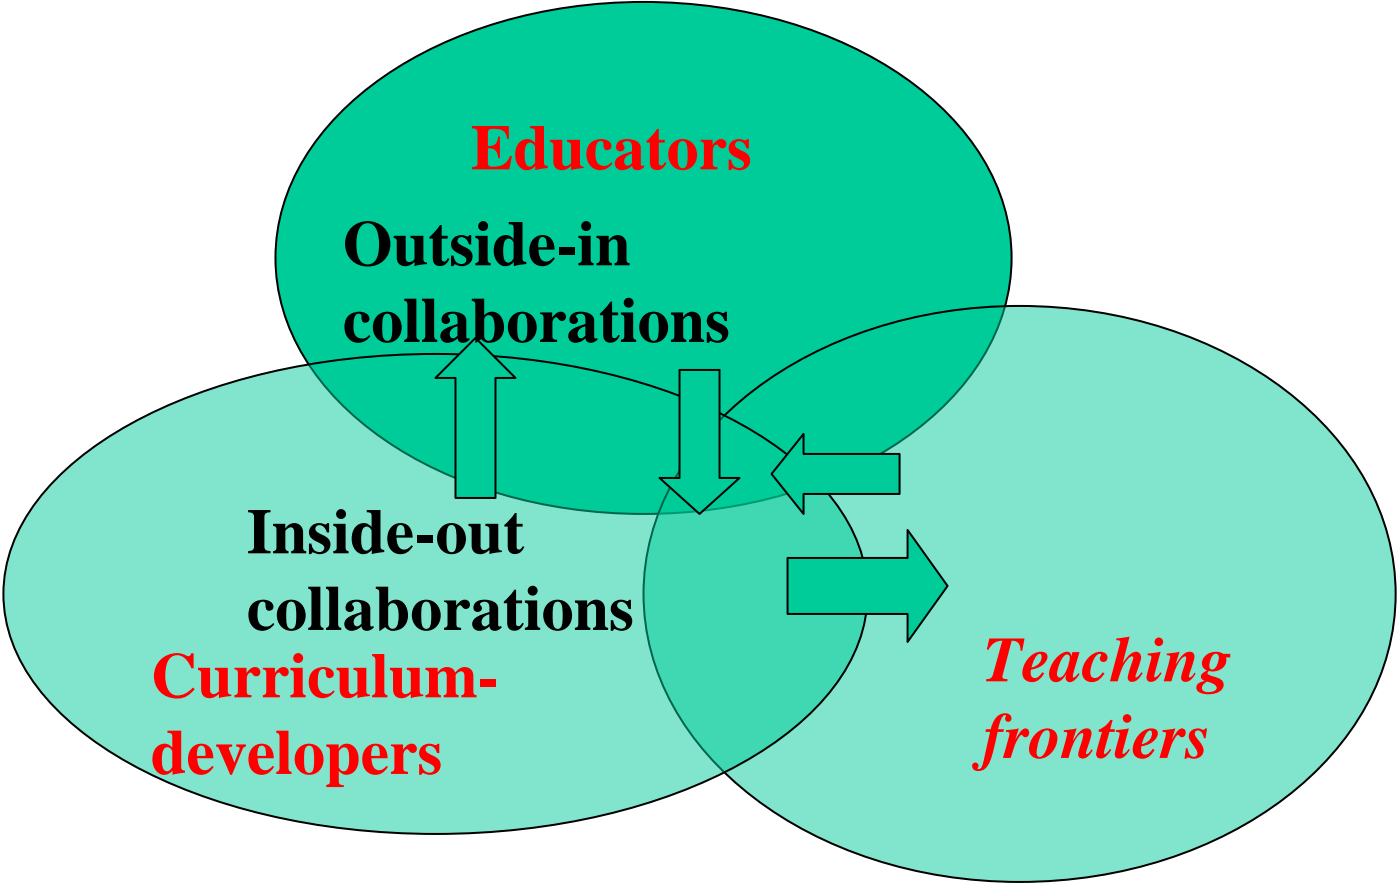 Educators
Outside-in
collaborations
Inside-out
collaborations
Curriculum-
developers
Teaching
frontiers